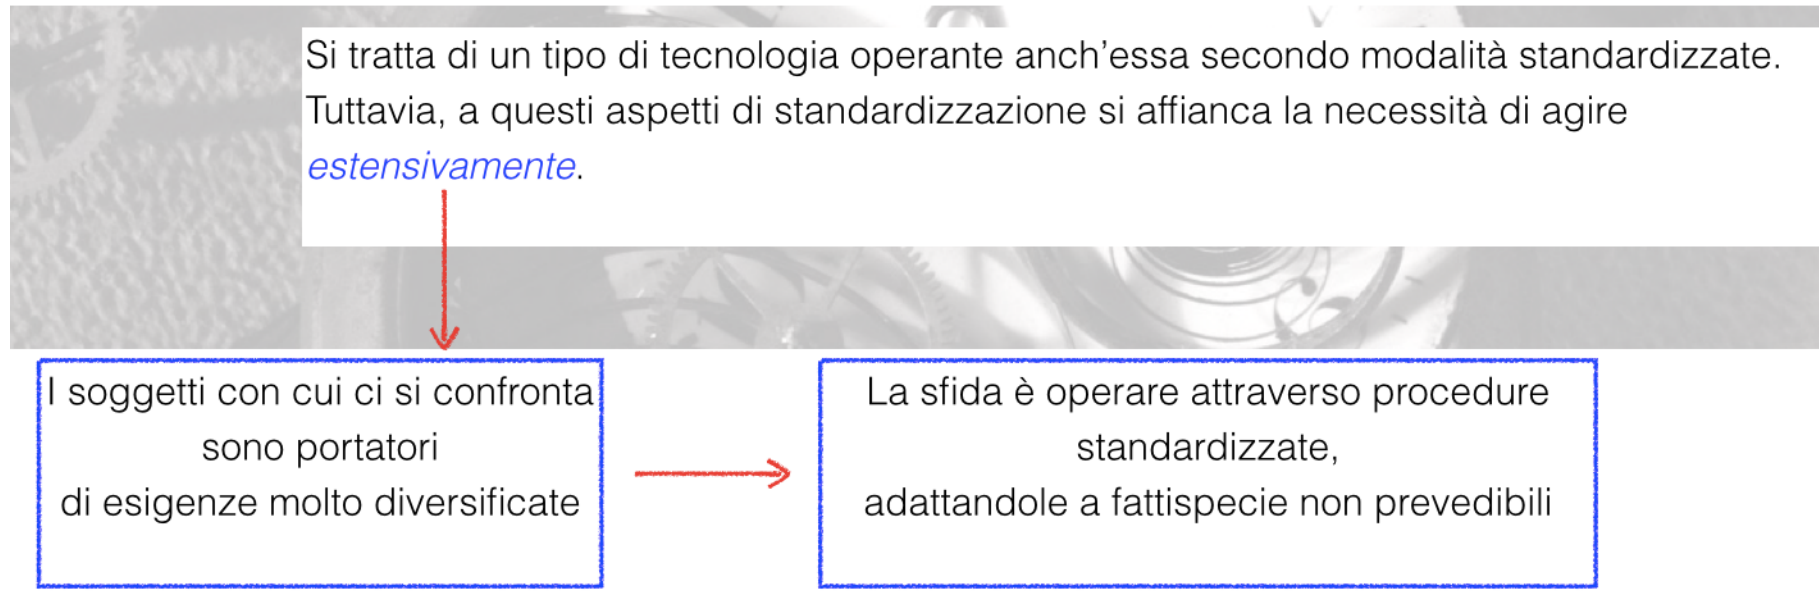 Si tratta di un tipo di tecnologia operante anch'essa secondo modalità standardizzate.
Tuttavia, a questi aspetti di standardizzazione si affianca la necessità di agire
estensivamente.
I soggetti con cui ci si confronta
sono portatori
di esigenze molto diversificate
La sfida è operare attraverso procedure
standardizzate,
adattandole a fattispecie non prevedibili